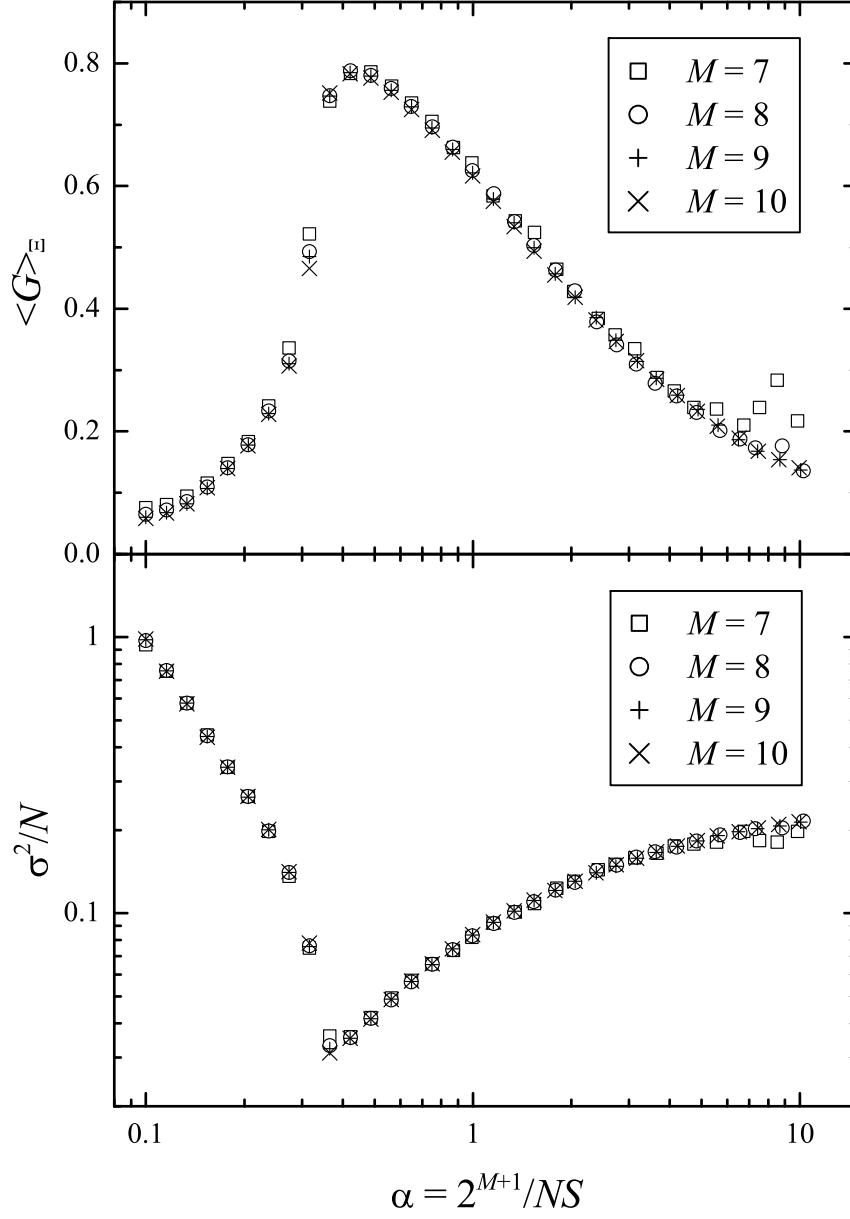 0.8
0.6
0.4
0.2
0.0
<G>Ξ
M = 7
M = 8
M = 9
M = 10
1
0.1
σ²/N
M = 7
M = 8
M = 9
M = 10
0.1 1 10
α = 2^{M+1}/NS